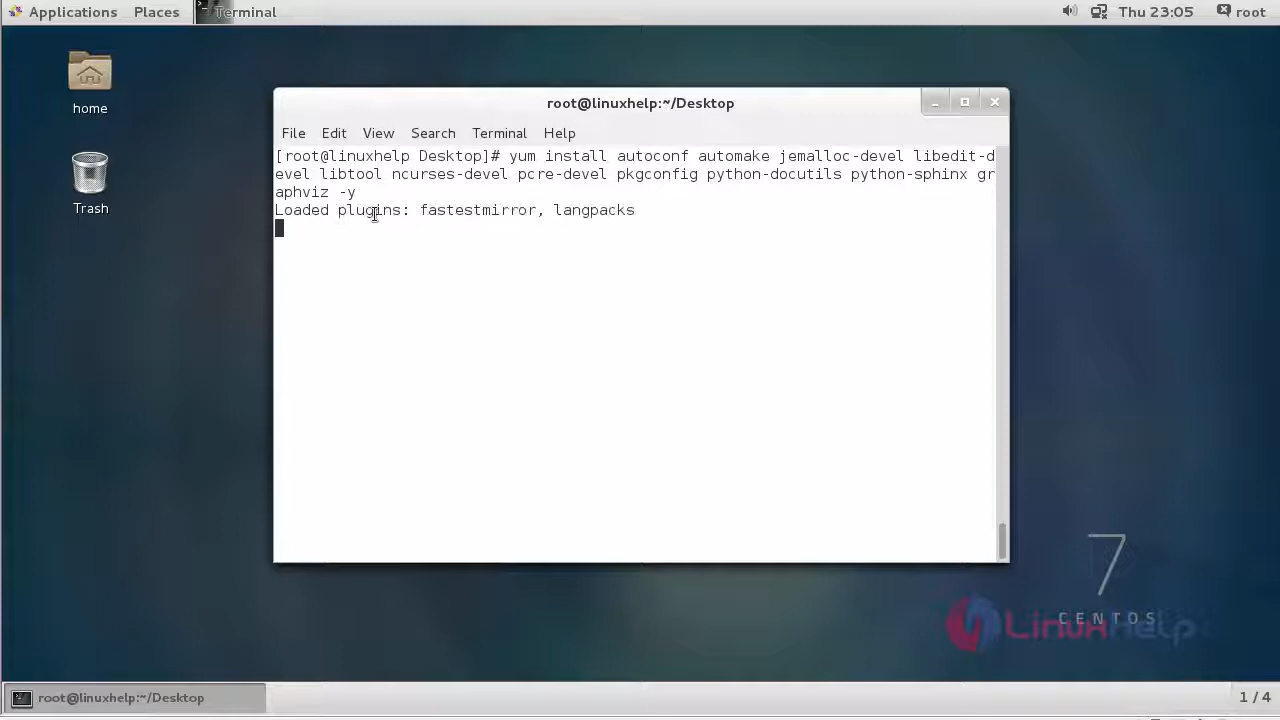 Applications Places Terminal Thu 23:05 root
home
Trash
root@linuxhelp:~/Desktop
File Edit View Search Terminal Help
[root@linuxhelp Desktop]# yum install autoconf automake jemalloc-devel libedit-d
evel libtool ncurses-devel pcre-devel pkgconfig python-docutils python-sphinx gr
aphviz -y
Loaded plugins: fastestmirror, langpacks
7
CENTOS
LinuxHelp
root@linuxhelp:~/Desktop 1 / 4